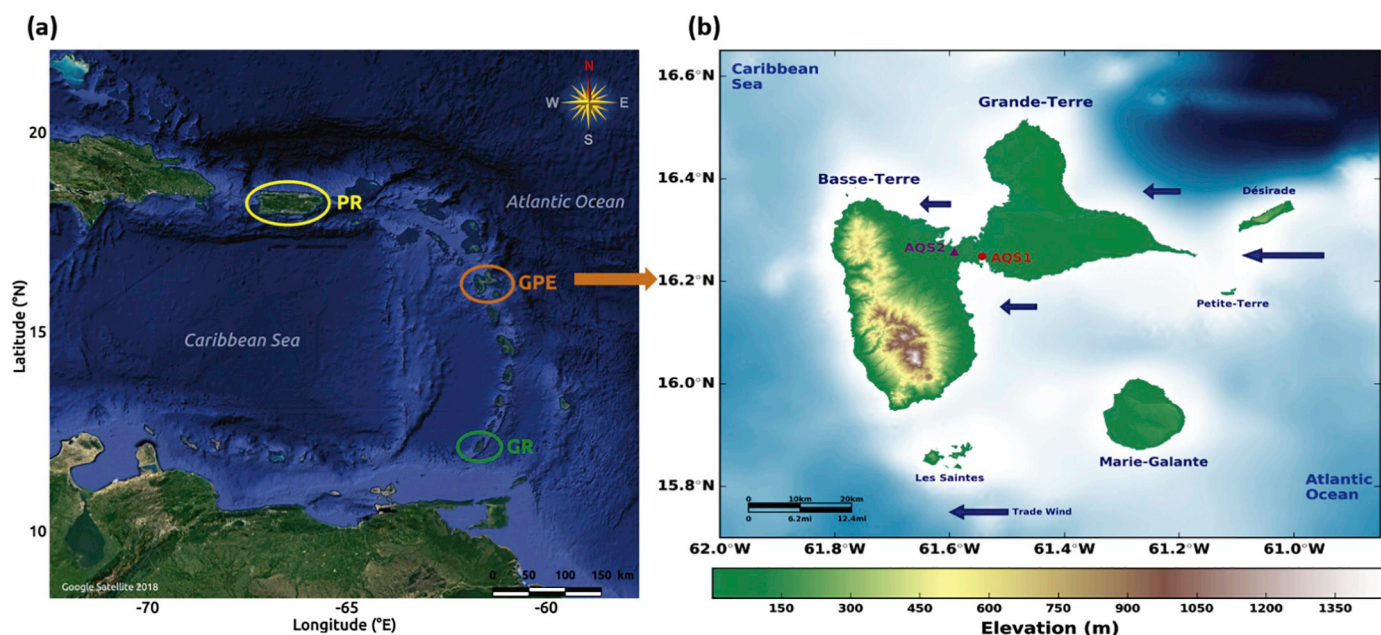 (a)
N
W
E
S
20
15
10
Latitude (°N)
PR
Atlantic Ocean
GPE
Caribbean Sea
GR
Google Satellite 2018
0 50 100 150 km
-70
-65
-60
Longitude (°E)
(b)
Caribbean
Sea
Grande-Terre
Basse-Terre
Désirade
AQS2
AQS1
Petite-Terre
Marie-Galante
Les Saintes
Atlantic
Ocean
0 10km 20km
0 6.2mi 12.4mi
Trade Wind
16.6°N
16.4°N
16.2°N
16.0°N
15.8°N
62.0°W
61.8°W
61.6°W
61.4°W
61.2°W
61.0°W
150 300 450 600 750 900 1050 1200 1350
Elevation (m)